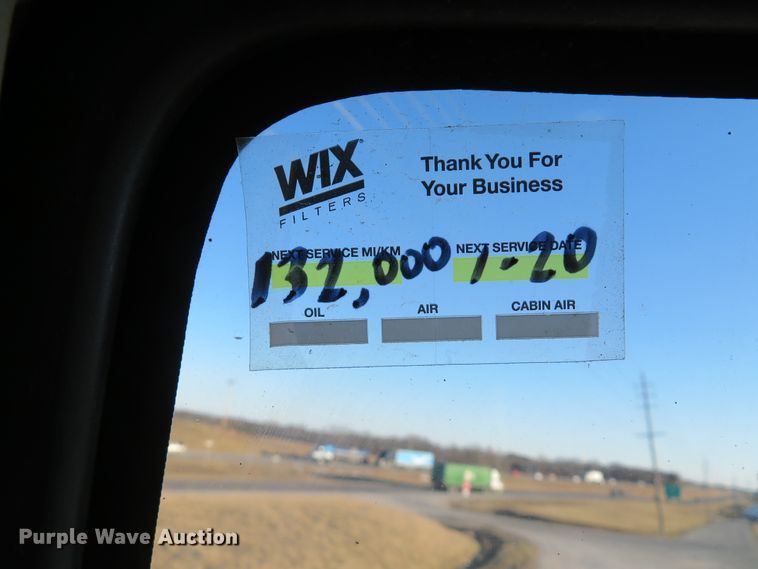 WIX
FILTERS
Thank You For
Your Business
NEXT SERVICE MI/KM
132,000
NEXT SERVICE DATE
1-20
OIL
AIR
CABIN AIR
Purple Wave Auction